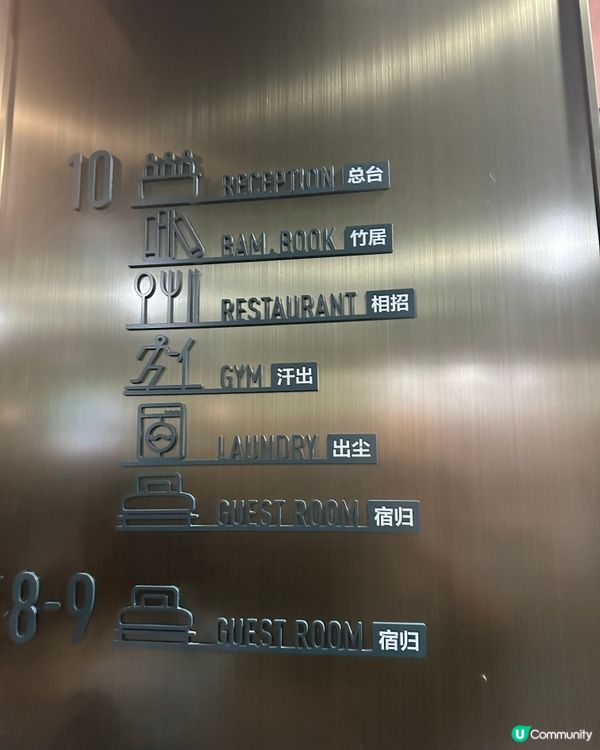 10 RECEPTION 总台
BAM.BOOK 竹居
RESTAURANT 相招
GYM 汗出
LAUNDRY 出尘
GUEST ROOM 宿归
8-9 GUEST ROOM 宿归
U Community